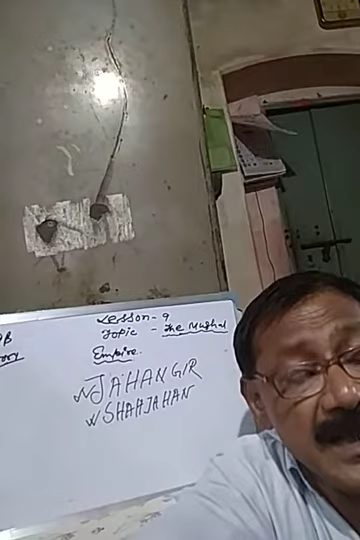 Lesson - 9
Topic - The Mughal
Empire.
JAHANGIR
SHAHJAHAN